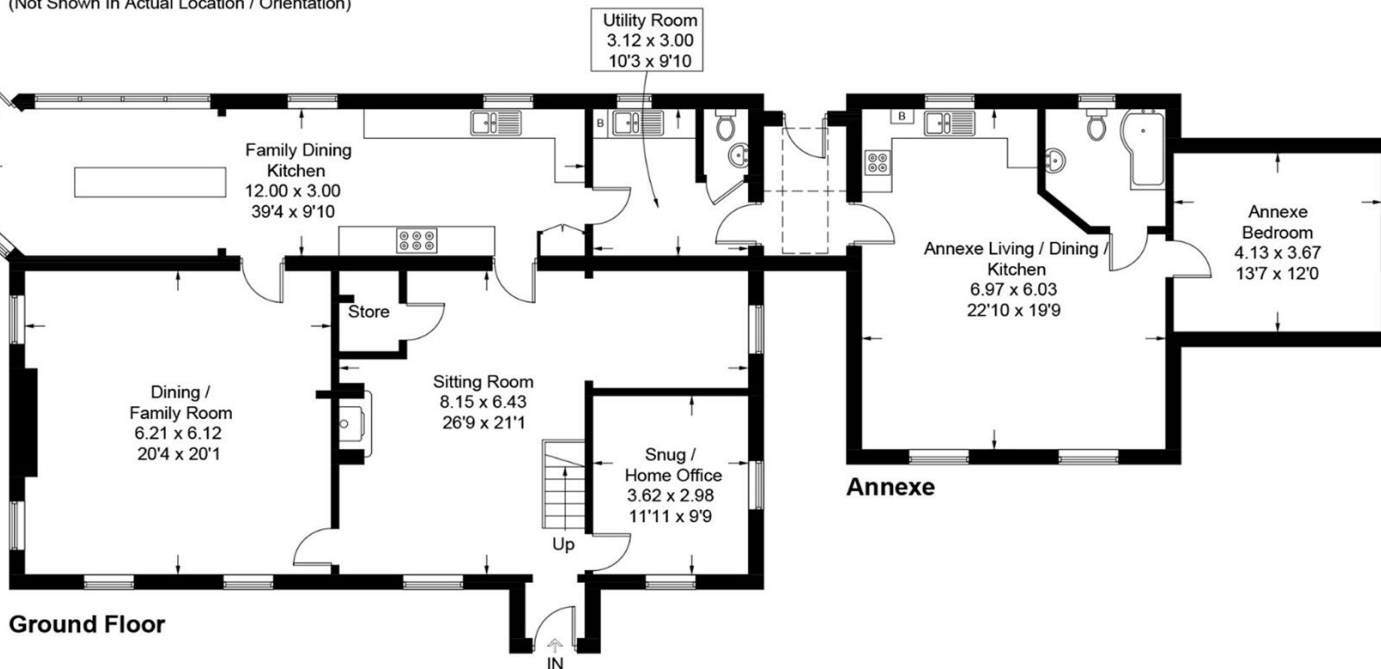 (Not Shown In Actual Location / Orientation)
Utility Room
3.12 x 3.00
10'3 x 9'10
B
Family Dining
Kitchen
12.00 x 3.00
39'4 x 9'10
B
Annexe Living / Dining /
Kitchen
6.97 x 6.03
22'10 x 19'9
Annexe
Bedroom
4.13 x 3.67
13'7 x 12'0
Store
Dining /
Family Room
6.21 x 6.12
20'4 x 20'1
Sitting Room
8.15 x 6.43
26'9 x 21'1
Snug /
Home Office
3.62 x 2.98
11'11 x 9'9
Up
Annexe
Ground Floor
IN